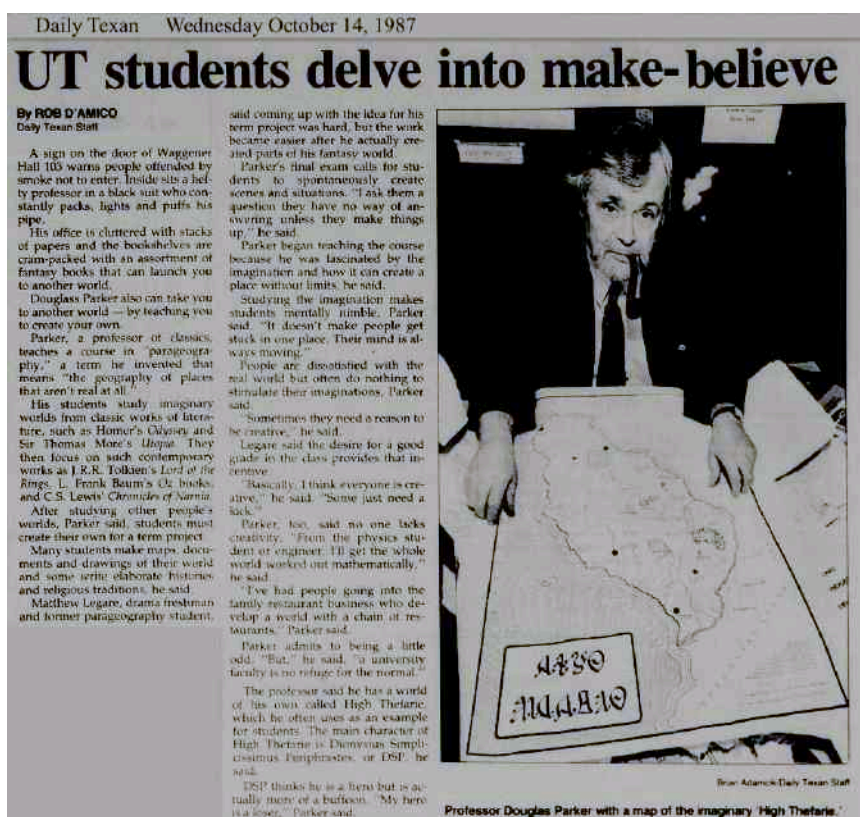 Daily Texan Wednesday October 14, 1987
UT students delve into make-believe
By ROB D'AMICO
Daily Texan Staff
A sign on the door of Waggener
Hall 103 warns people offended by
smoke not to enter. Inside sits a hef-
ty professor in a black suit who con-
stantly packs, lights and puffs his
pipe.
His office is cluttered with stacks
of papers and the bookshelves are
cram-packed with an assortment of
fantasy books that can launch you
to another world.
Douglass Parker also can take you
to another world — by teaching you
to create your own.
Parker, a professor of classics,
teaches a course in "parageogra-
phy," a term he invented that
means "the geography of places
that aren't real at all."
His students study imaginary
worlds from classic works of litera-
ture, such as Homer's Odyssey and
Sir Thomas More's Utopia. They
then focus on such contemporary
works as J.R.R. Tolkien's Lord of the
Rings, L. Frank Baum's Oz books,
and C.S. Lewis' Chronicles of Narnia.
After studying other people's
worlds, Parker said, students must
create their own for a term project.
Many students make maps, docu-
ments and drawings of their world
and some write elaborate histories
and religious traditions, he said.
Matthew Legare, drama freshman
and former parageography student,
said coming up with the idea for his
term project was hard, but the work
became easier after he actually cre-
ated parts of his fantasy world.
Parker's final exam calls for stu-
dents to spontaneously create
scenes and situations. "I ask them a
question they have no way of an-
swering unless they make things
up," he said.
Parker began teaching the course
because he was fascinated by the
imagination and how it can create a
place without limits, he said.
Studying the imagination makes
students mentally nimble, Parker
said. "It doesn't make people get
stuck in one place. Their mind is al-
ways moving."
People are dissatisfied with the
real world but often do nothing to
stimulate their imaginations, Parker
said.
"Sometimes they need a reason to
be creative," he said.
Legare said the desire for a good
grade in the class provides that in-
centive.
"Basically, I think everyone is cre-
ative," he said. "Some just need a
kick."
Parker, too, said no one lacks
creativity. "From the physics stu-
dent or engineer, I'll get the whole
world worked out mathematically,"
he said.
"I've had people going into the
family restaurant business who de-
velop a world with a chain of res-
taurants," Parker said.
Parker admits to being a little
odd. "But," he said, "a university
faculty is no refuge for the normal."
The professor said he has a world
of his own called High Thefarie,
which he often uses as an example
for students. The main character of
High Thefarie is Dionysius Simpli-
cissimus Periphrastes, or DSP, he
said.
DSP thinks he is a hero but is ac-
tually more of a buffoon. "My hero
is a loser," Parker said.
Brian Adamcik/Daily Texan Staff
Professor Douglas Parker with a map of the imaginary 'High Thefarie.'